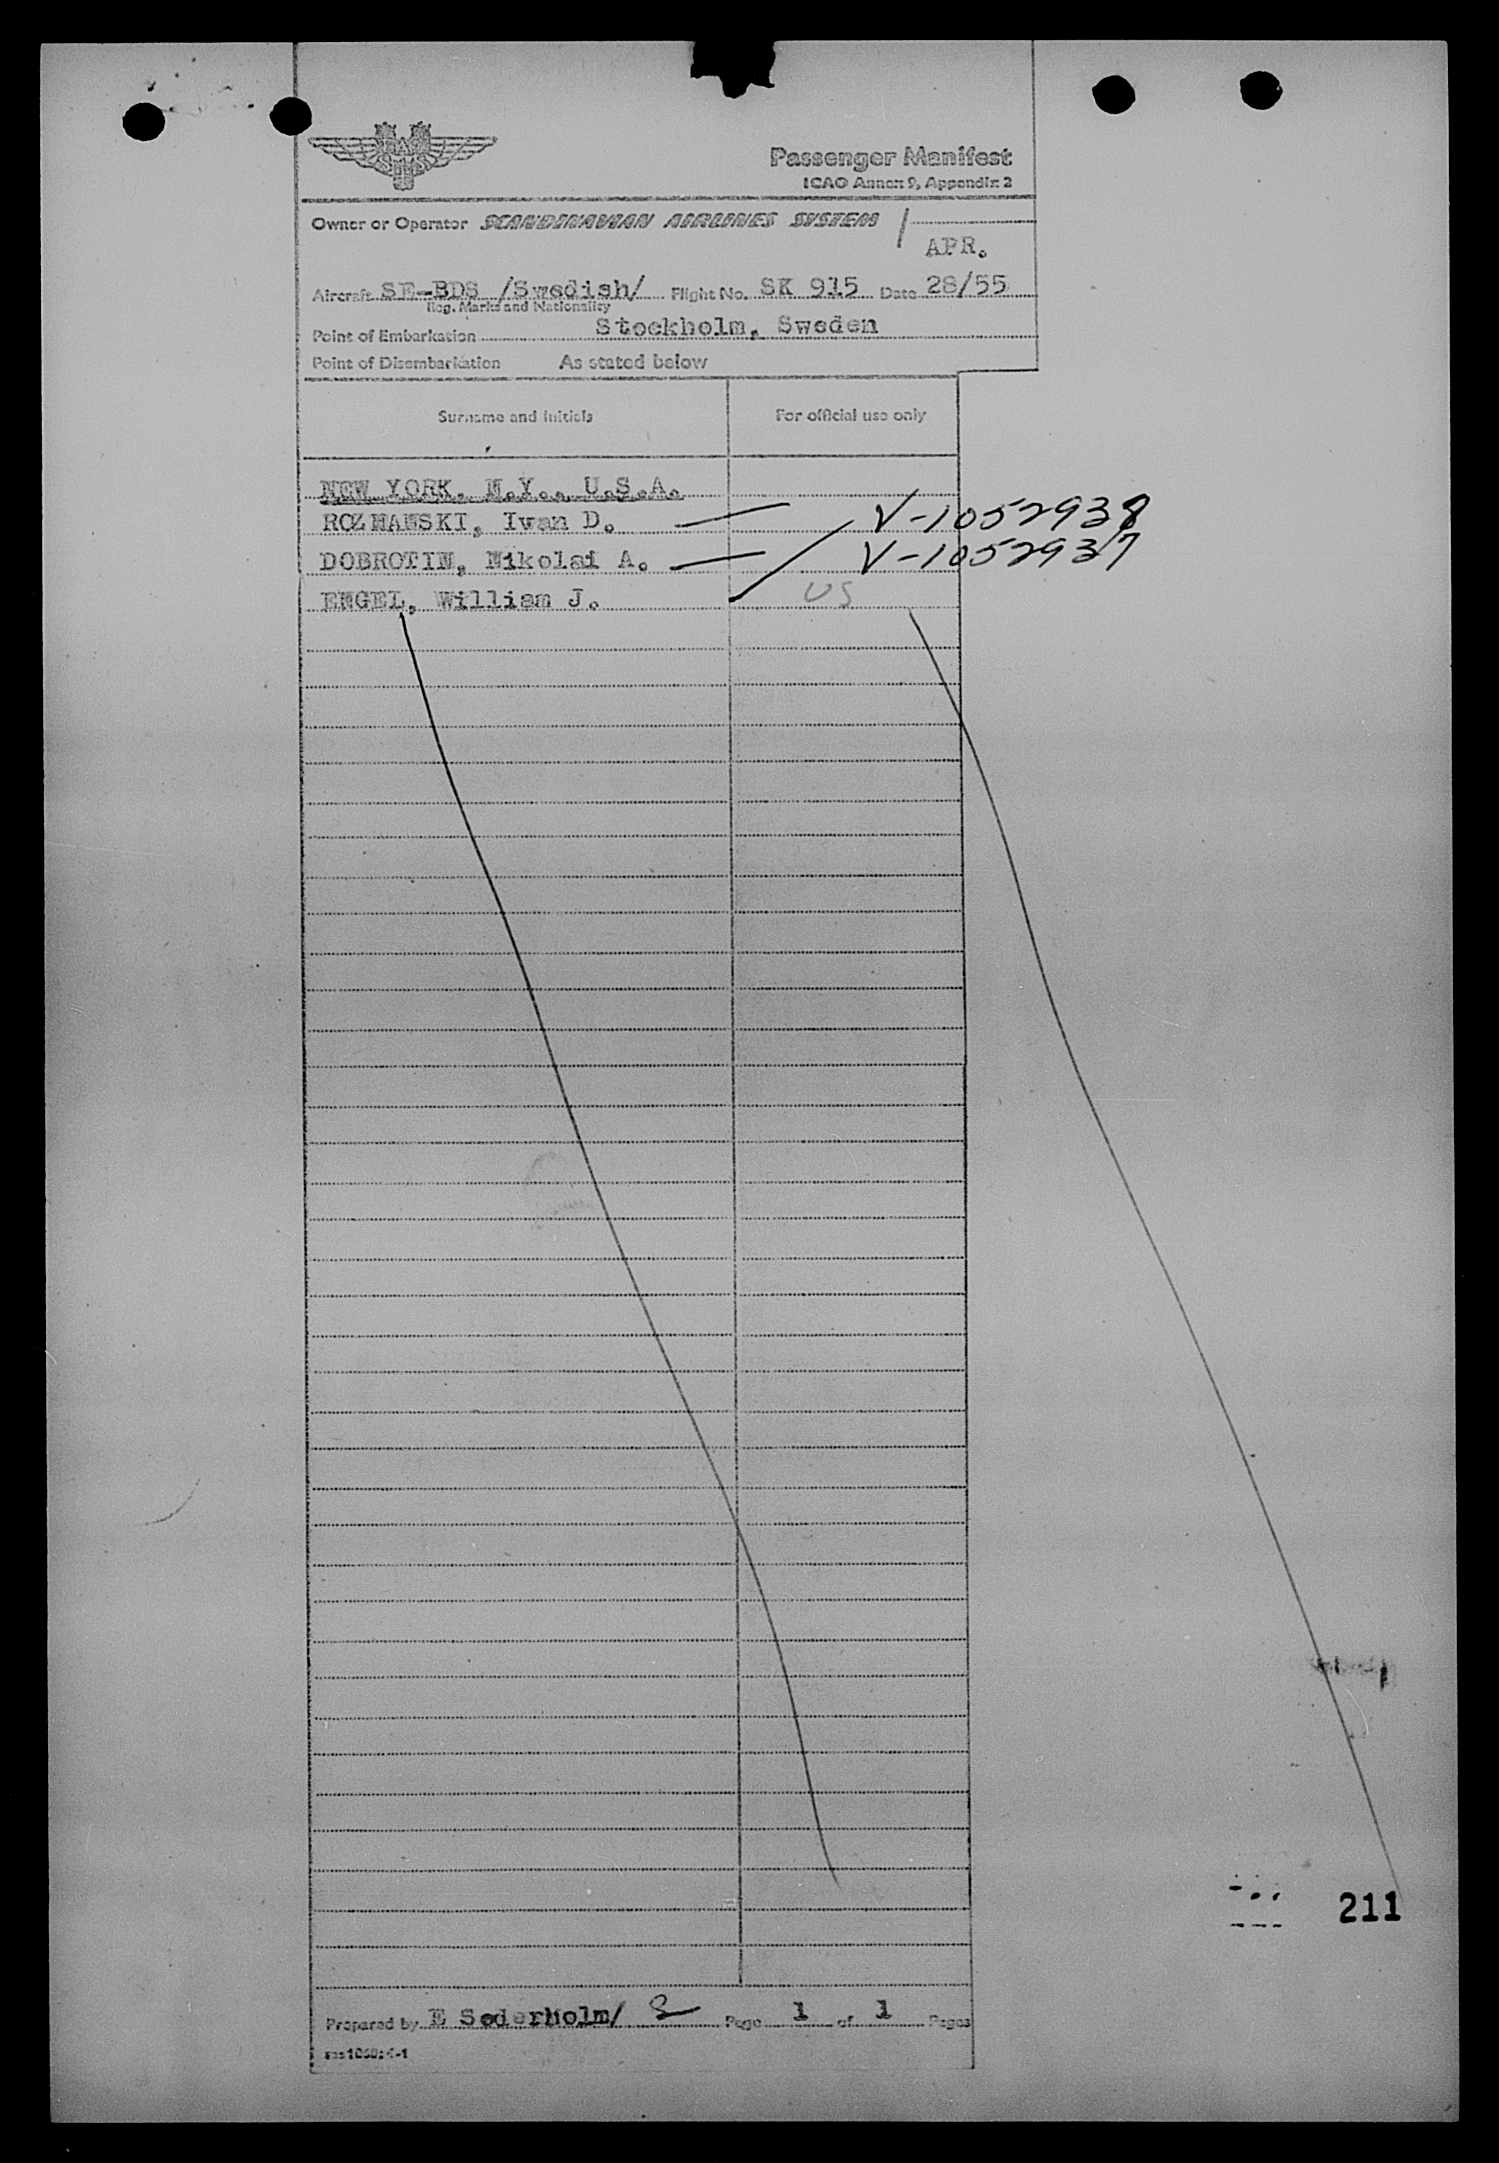 SAS
Passenger Manifest
ICAO Annex 9, Appendix 2
Owner or Operator SCANDINAVIAN AIRLINES SYSTEM
APR.
Aircraft SE-BDS /Swedish/ Flight No. SK 915 Date 28/55
Reg. Marks and Nationality
Point of Embarkation Stockholm, Sweden
Point of Disembarkation As stated below
Surname and initials For official use only
NEW YORK, N.Y., U.S.A.
ROZMANSKI, Ivan D. V-1052938
DOBROTIN, Nikolai A. V-1052937
ENGEL, William J. US
211
Prepared by E Soderholm/ Page 1 of 1 Pages